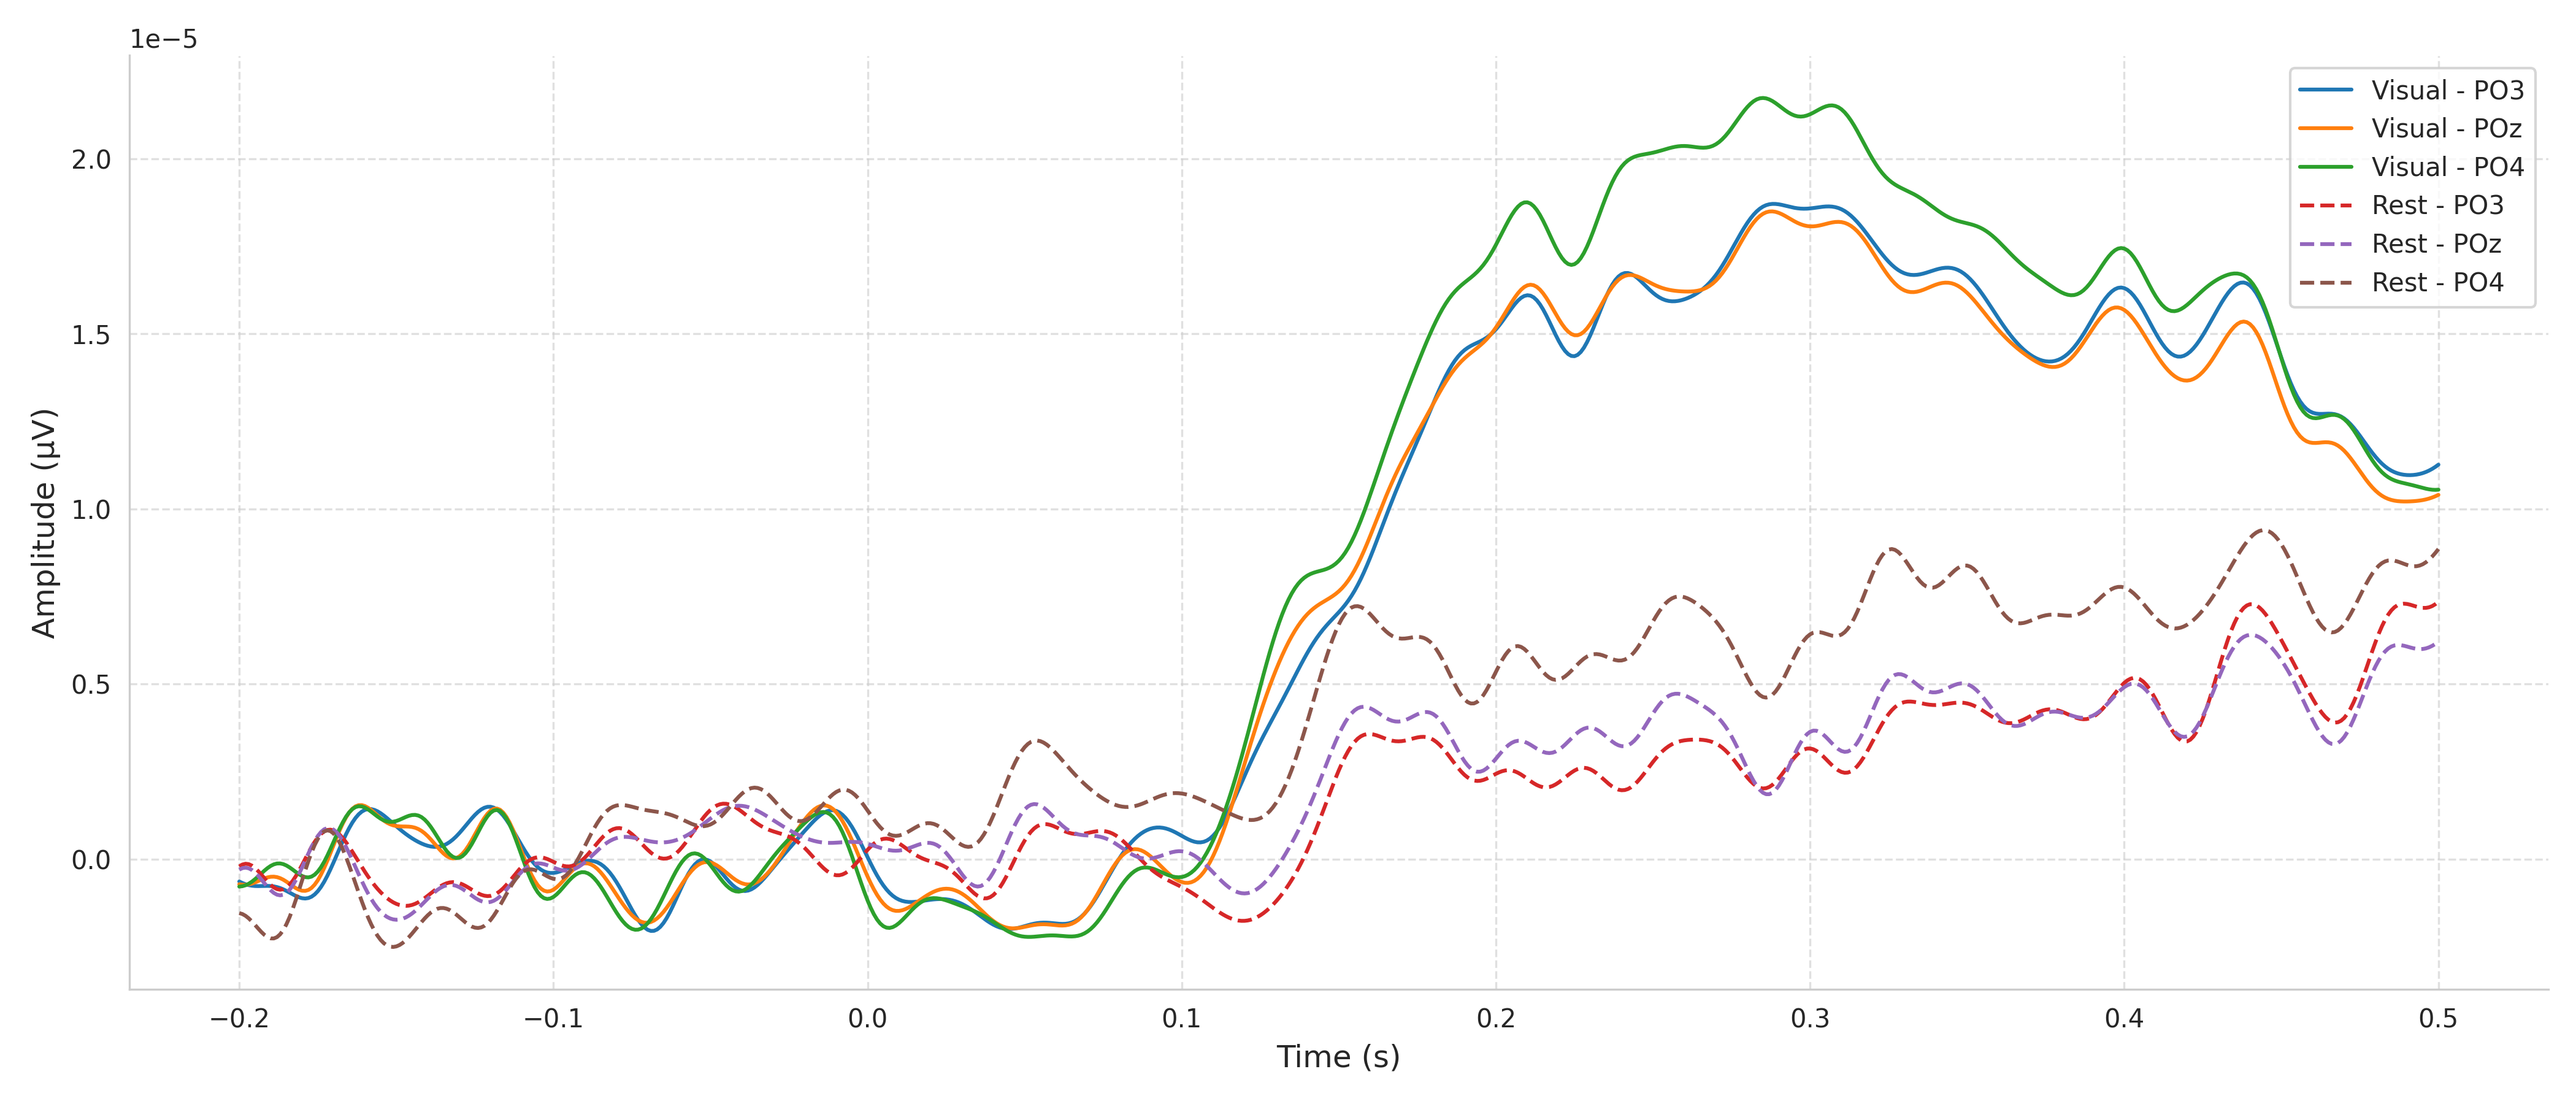 1e−5
Amplitude (µV)
2.0
1.5
1.0
0.5
0.0
−0.2
−0.1
0.0
0.1
0.2
0.3
0.4
0.5
Time (s)
Visual - PO3
Visual - POz
Visual - PO4
Rest - PO3
Rest - POz
Rest - PO4